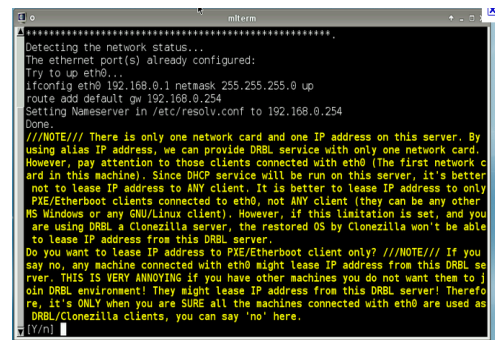 mlterm
************************************************.
Detecting the network status...
The ethernet port(s) already configured:
Try to up eth0...
ifconfig eth0 192.168.0.1 netmask 255.255.255.0 up
route add default gw 192.168.0.254
Setting Nameserver in /etc/resolv.conf to 192.168.0.254
Done.
///NOTE/// There is only one network card and one IP address on this server. By
using alias IP address, we can provide DRBL service with only one network card.
However, pay attention to those clients connected with eth0 (The first network c
ard in this machine). Since DHCP service will be run on this server, it's better
not to lease IP address to ANY client. It is better to lease IP address to only
PXE/Etherboot clients connected to eth0, not ANY client (they can be any other
MS Windows or any GNU/Linux client). However, if this limitation is set, and you
are using DRBL a Clonezilla server, the restored OS by Clonezilla won't be able
to lease IP address from this DRBL server.
Do you want to lease IP address to PXE/Etherboot client only? ///NOTE/// If you
say no, any machine connected with eth0 might lease IP address from this DRBL se
rver. THIS IS VERY ANNOYING if you have other machines you do not want them to j
oin DRBL environment! They might lease IP address from this DRBL server! Therefo
re, it's ONLY when you are SURE all the machines connected with eth0 are used as
DRBL/Clonezilla clients, you can say 'no' here.
[Y/n]